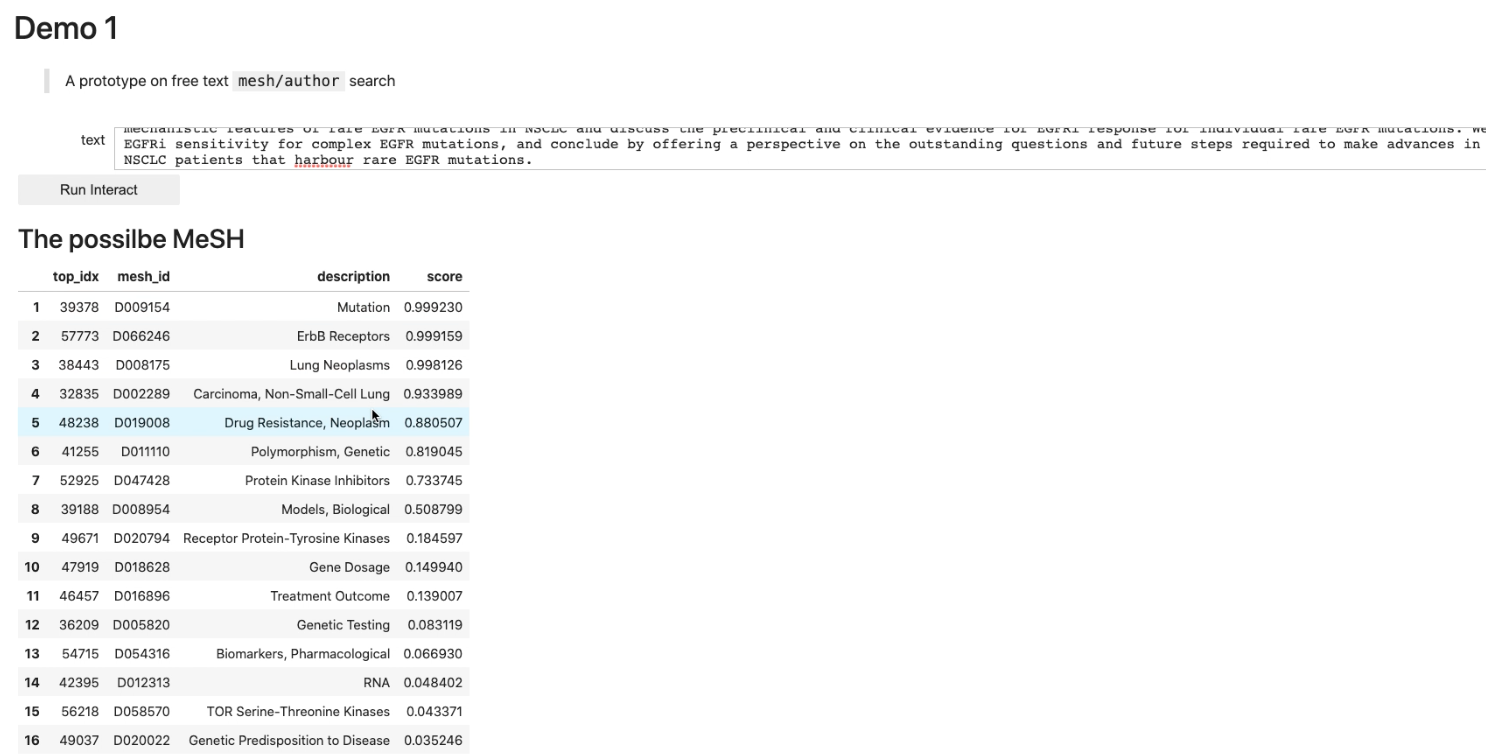 Demo 1
A prototype on free text mesh/author search
text
mechanistic features of rare EGFR mutations in NSCLC and discuss the preclinical and clinical evidence for EGFRi response for individual rare EGFR mutations. We
EGFRi sensitivity for complex EGFR mutations, and conclude by offering a perspective on the outstanding questions and future steps required to make advances in
NSCLC patients that harbour rare EGFR mutations.
Run Interact
The possilbe MeSH
top_idx mesh_id description score
1 39378 D009154 Mutation 0.999230
2 57773 D066246 ErbB Receptors 0.999159
3 38443 D008175 Lung Neoplasms 0.998126
4 32835 D002289 Carcinoma, Non-Small-Cell Lung 0.933989
5 48238 D019008 Drug Resistance, Neoplasm 0.880507
6 41255 D011110 Polymorphism, Genetic 0.819045
7 52925 D047428 Protein Kinase Inhibitors 0.733745
8 39188 D008954 Models, Biological 0.508799
9 49671 D020794 Receptor Protein-Tyrosine Kinases 0.184597
10 47919 D018628 Gene Dosage 0.149940
11 46457 D016896 Treatment Outcome 0.139007
12 36209 D005820 Genetic Testing 0.083119
13 54715 D054316 Biomarkers, Pharmacological 0.066930
14 42395 D012313 RNA 0.048402
15 56218 D058570 TOR Serine-Threonine Kinases 0.043371
16 49037 D020022 Genetic Predisposition to Disease 0.035246